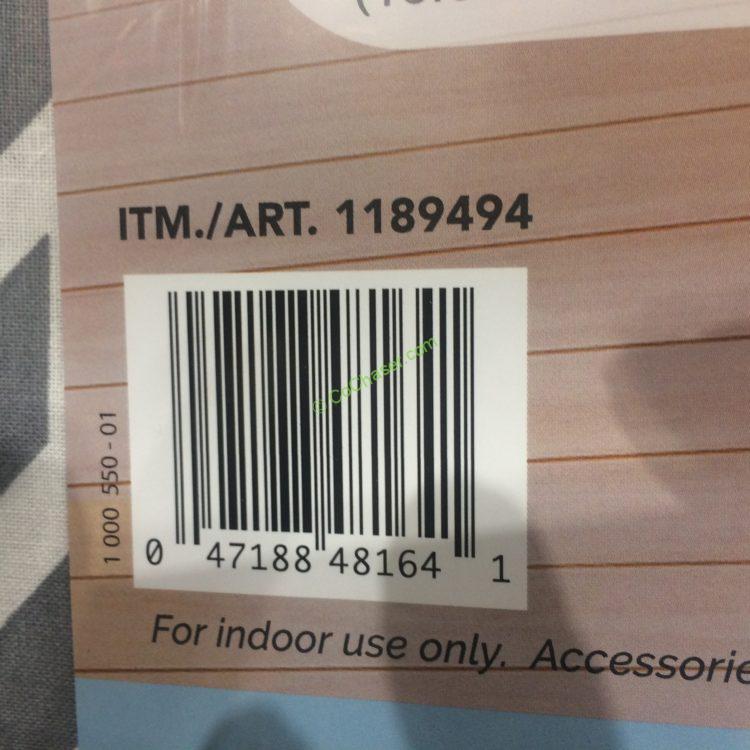 ITM./ART. 1189494
© CoChaser.com
1 000 550 - 01
0 47188 48164 1
For indoor use only. Accessorie